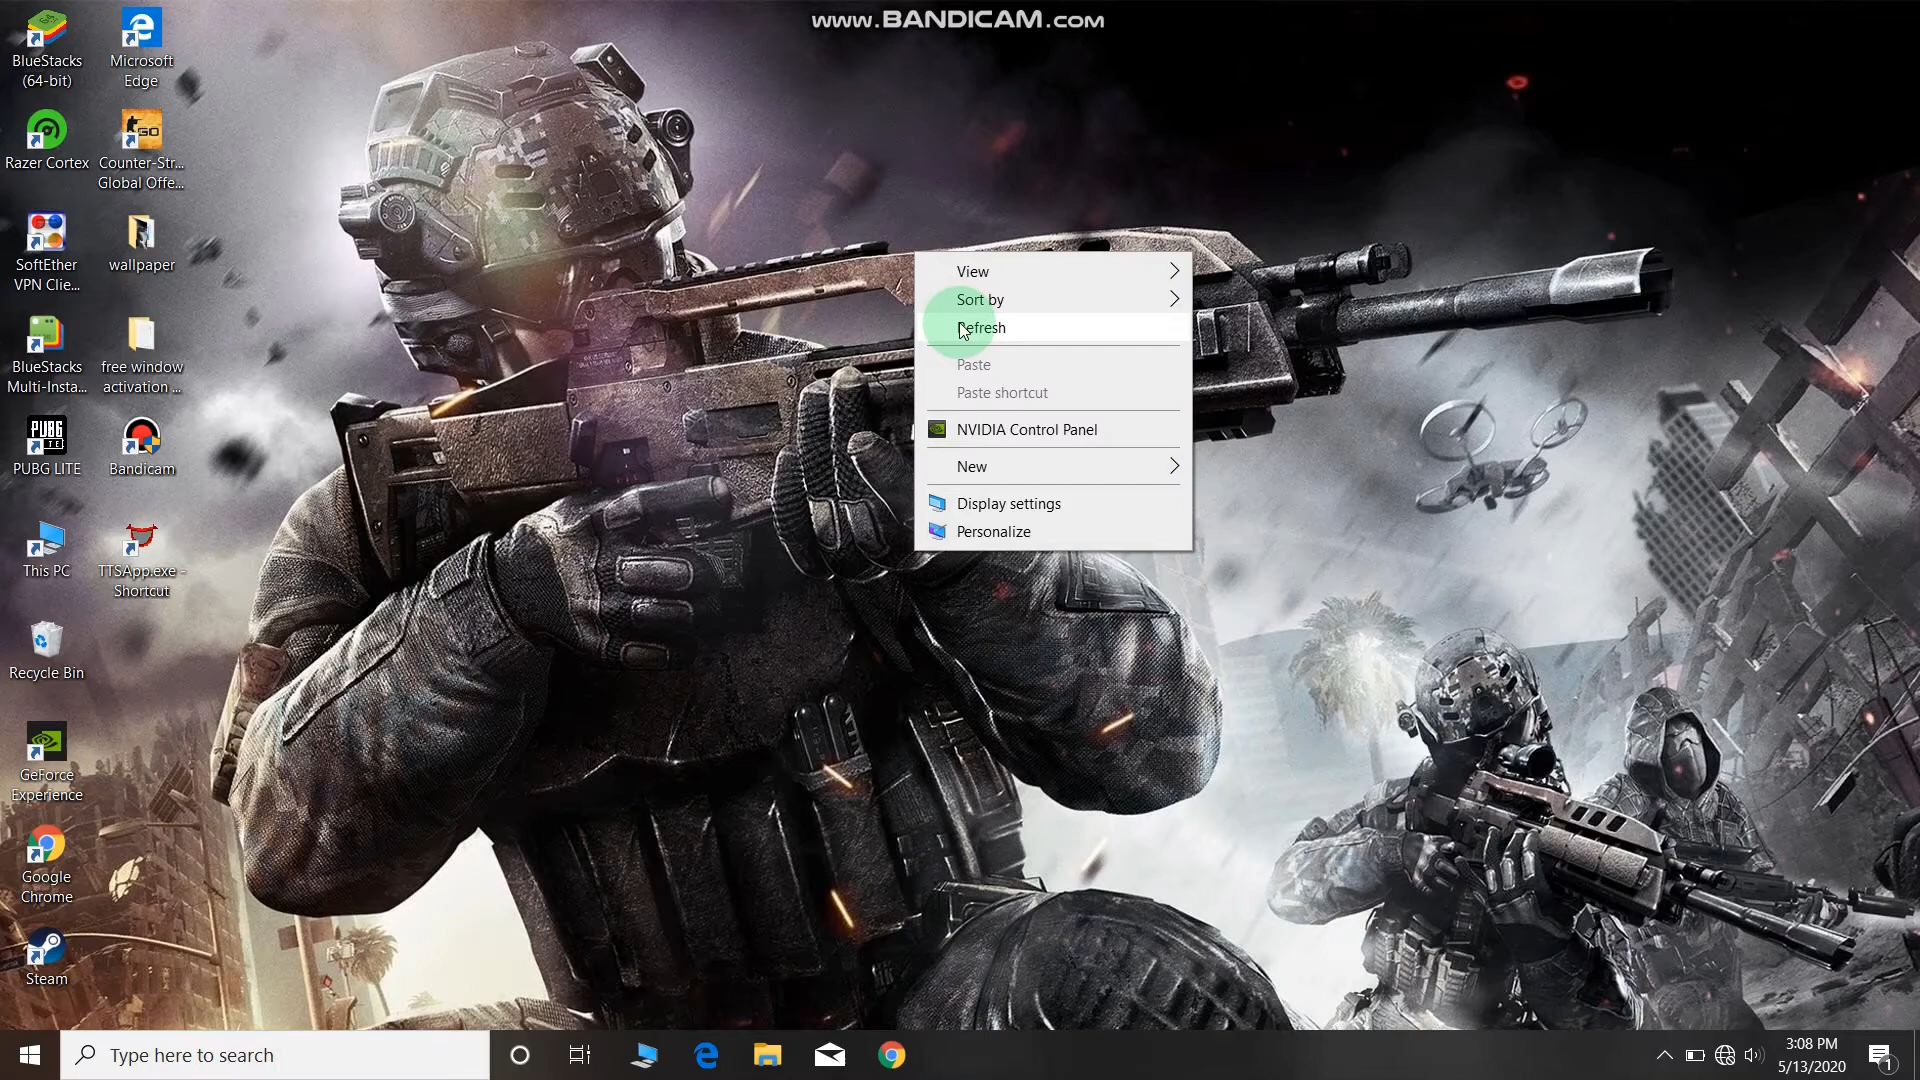 www.BANDICAM.com
BlueStacks
(64-bit)
Microsoft
Edge
Razer Cortex
GO
Counter-Str...
Global Offe...
SoftEther
VPN Clie...
wallpaper
BlueStacks
Multi-Insta...
free window
activation ...
PUBG
LITE
PUBG LITE
Bandicam
This PC
TTSApp.exe -
Shortcut
Recycle Bin
GeForce
Experience
Google
Chrome
Steam
View
Sort by
Refresh
Paste
Paste shortcut
NVIDIA Control Panel
New
Display settings
Personalize
Type here to search
3:08 PM
5/13/2020
1